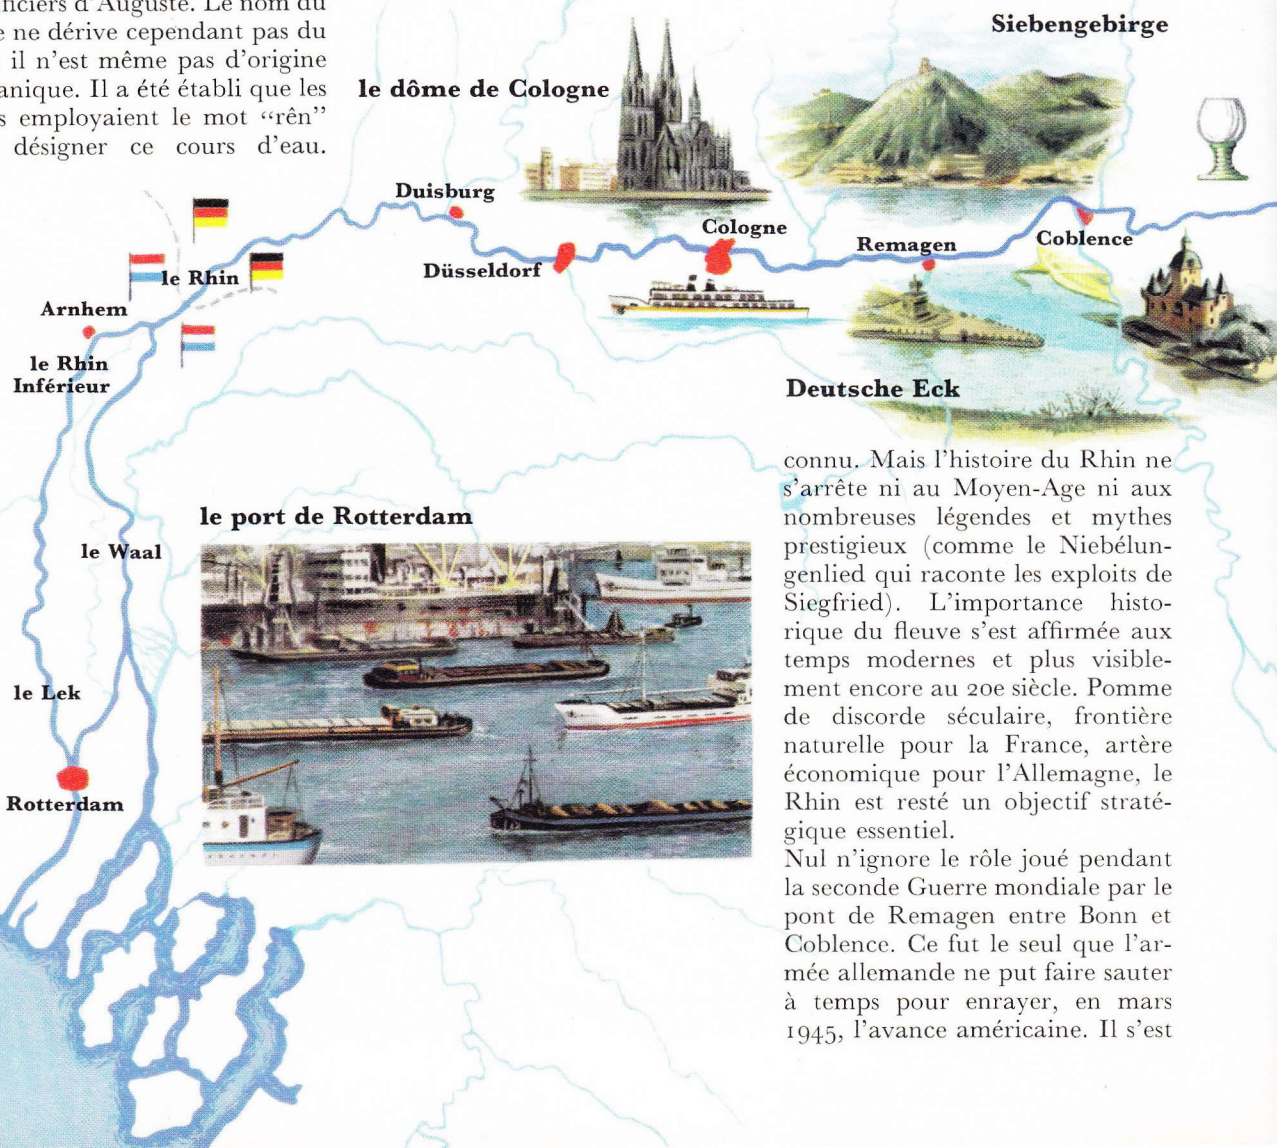 d'Auguste. Le nom du
ne dérive cependant pas du
il n'est même pas d'origine
Il a été établi que les
employaient le mot “rên”
désigner ce cours d'eau.
Siebengebirge
le dôme de Cologne
Duisburg
Cologne
Remagen
Coblence
Düsseldorf
le Rhin
Arnhem
le Rhin
Inférieur
Deutsche Eck
le port de Rotterdam
le Waal
le Lek
Rotterdam
connu. Mais l'histoire du Rhin ne
s'arrête ni au Moyen-Age ni aux
nombreuses légendes et mythes
prestigieux (comme le Niebélun-
genlied qui raconte les exploits de
Siegfried). L'importance histo-
rique du fleuve s'est affirmée aux
temps modernes et plus visible-
ment encore au 20e siècle. Pomme
de discorde séculaire, frontière
naturelle pour la France, artère
économique pour l'Allemagne, le
Rhin est resté un objectif straté-
gique essentiel.
Nul n'ignore le rôle joué pendant
la seconde Guerre mondiale par le
pont de Remagen entre Bonn et
Coblence. Ce fut le seul que l'ar-
mée allemande ne put faire sauter
à temps pour enrayer, en mars
1945, l'avance américaine. Il s'est